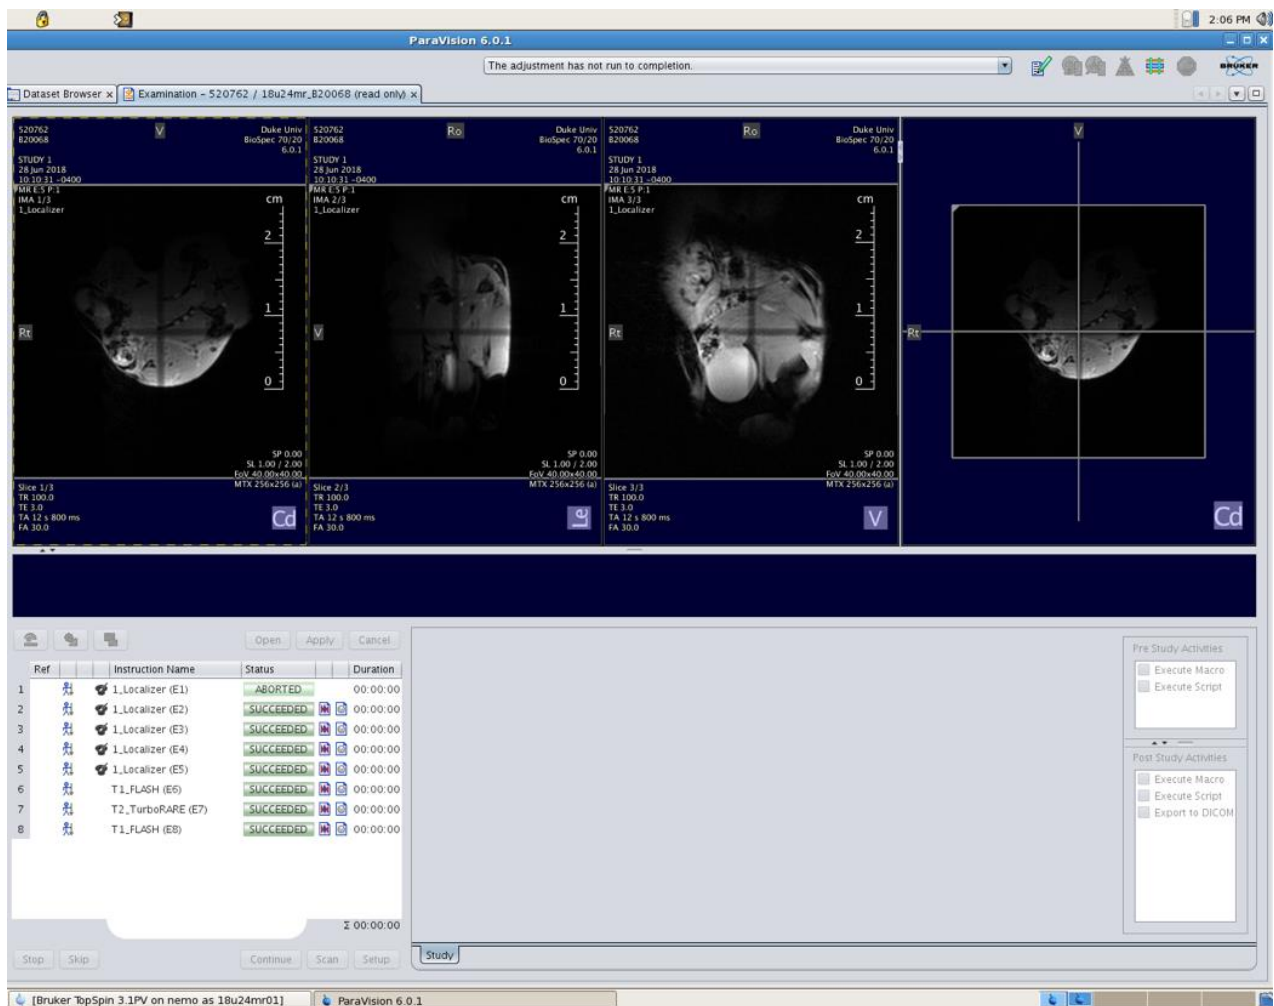 2:06 PM
ParaVision 6.0.1
The adjustment has not run to completion.
BRUKER
Dataset Browser x
Examination - 520762 / 18u24mr_B20068 (read only) x
520762
B20068
STUDY 1
28 Jun 2018
10:10:31 -0400
V
Duke Univ
BioSpec 70/20
6.0.1
MR E:5 P:1
IMA 1/3
1_Localizer
cm
2
1
0
Rt
SP 0.00
SL 1.00 / 2.00
FoV 40.00x40.00
MTX 256x256 (a)
Slice 1/3
TR 100.0
TE 3.0
TA 12 s 800 ms
FA 30.0
Cd
520762
B20068
STUDY 1
28 Jun 2018
10:10:31 -0400
Ro
Duke Univ
BioSpec 70/20
6.0.1
MR E:5 P:1
IMA 2/3
1_Localizer
cm
2
1
0
V
SP 0.00
SL 1.00 / 2.00
FoV 40.00x40.00
MTX 256x256 (a)
Slice 2/3
TR 100.0
TE 3.0
TA 12 s 800 ms
FA 30.0
Le
520762
B20068
STUDY 1
28 Jun 2018
10:10:31 -0400
Ro
Duke Univ
BioSpec 70/20
6.0.1
MR E:5 P:1
IMA 3/3
1_Localizer
cm
2
1
0
Rt
SP 0.00
SL 1.00 / 2.00
FoV 40.00x40.00
MTX 256x256 (a)
Slice 3/3
TR 100.0
TE 3.0
TA 12 s 800 ms
FA 30.0
V
V
Rt
Cd
Open Apply Cancel
Ref Instruction Name Status Duration
1 1_Localizer (E1) ABORTED 00:00:00
2 1_Localizer (E2) SUCCEEDED 00:00:00
3 1_Localizer (E3) SUCCEEDED 00:00:00
4 1_Localizer (E4) SUCCEEDED 00:00:00
5 1_Localizer (E5) SUCCEEDED 00:00:00
6 T1_FLASH (E6) SUCCEEDED 00:00:00
7 T2_TurboRARE (E7) SUCCEEDED 00:00:00
8 T1_FLASH (E8) SUCCEEDED 00:00:00
Σ 00:00:00
Stop Skip Continue Scan Setup
Study
Pre Study Activities
Execute Macro
Execute Script
Post Study Activities
Execute Macro
Execute Script
Export to DICOM
[Bruker TopSpin 3.1PV on nemo as 18u24mr01]
ParaVision 6.0.1